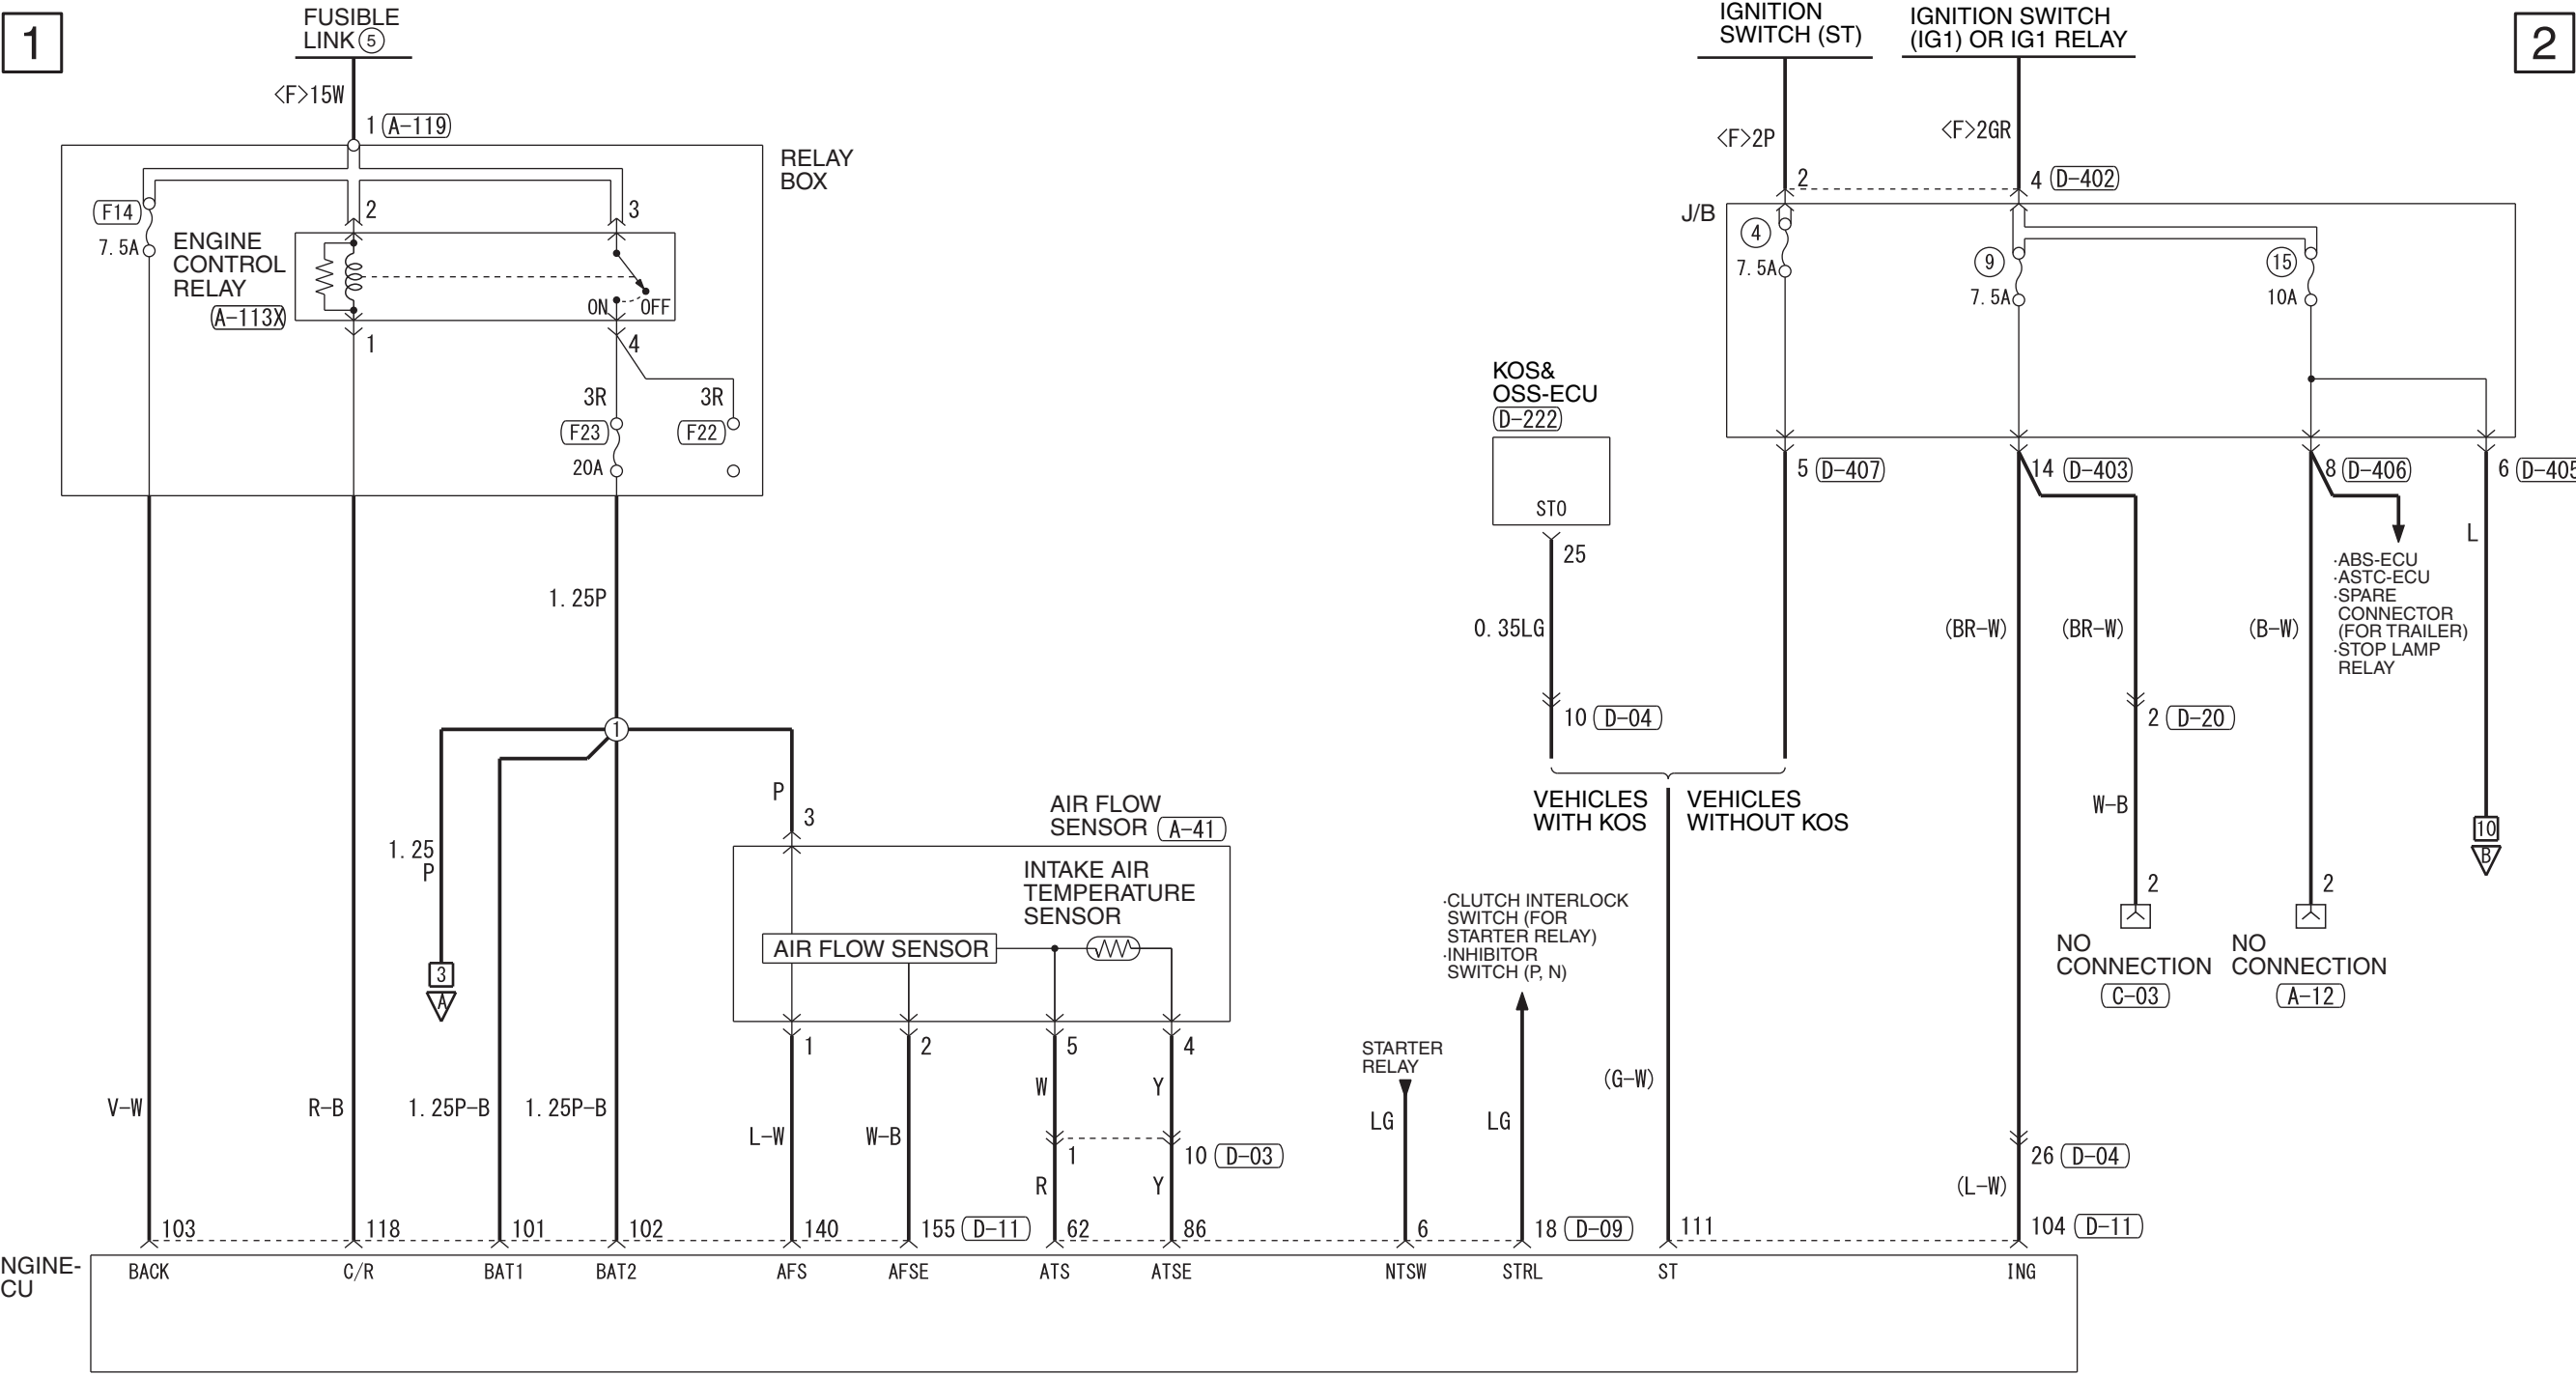 1
FUSIBLE
LINK 5
<F>15W
1 A-119
RELAY
BOX
F14
7.5A
2
3
ENGINE
CONTROL
RELAY
A-113X
ON
OFF
1
4
3R
3R
F23
F22
20A
1.25P
1
P
3
1.25
P
3
A
AIR FLOW
SENSOR A-41
INTAKE AIR
TEMPERATURE
SENSOR
AIR FLOW SENSOR
1
2
5
4
W
Y
V-W
R-B
1.25P-B
1.25P-B
L-W
W-B
1
10 D-03
R
Y
IGNITION
SWITCH (ST)
IGNITION SWITCH
(IG1) OR IG1 RELAY
2
<F>2P
<F>2GR
2
4 D-402
J/B
4
7.5A
9
7.5A
15
10A
KOS&
OSS-ECU
D-222
STO
25
5 D-407
14 D-403
8 D-406
6 D-405
L
·ABS-ECU
·ASTC-ECU
·SPARE
CONNECTOR
(FOR TRAILER)
·STOP LAMP
RELAY
0.35LG
(BR-W)
(BR-W)
(B-W)
10 D-04
2 D-20
VEHICLES
WITH KOS
VEHICLES
WITHOUT KOS
W-B
10
B
2
2
NO
CONNECTION
C-03
NO
CONNECTION
A-12
·CLUTCH INTERLOCK
SWITCH (FOR
STARTER RELAY)
·INHIBITOR
SWITCH (P, N)
STARTER
RELAY
LG
LG
(G-W)
26 D-04
(L-W)
103
118
101
102
140
155 D-11
62
86
6
18 D-09
111
104 D-11
NGINE-
CU
BACK
C/R
BAT1
BAT2
AFS
AFSE
ATS
ATSE
NTSW
STRL
ST
ING